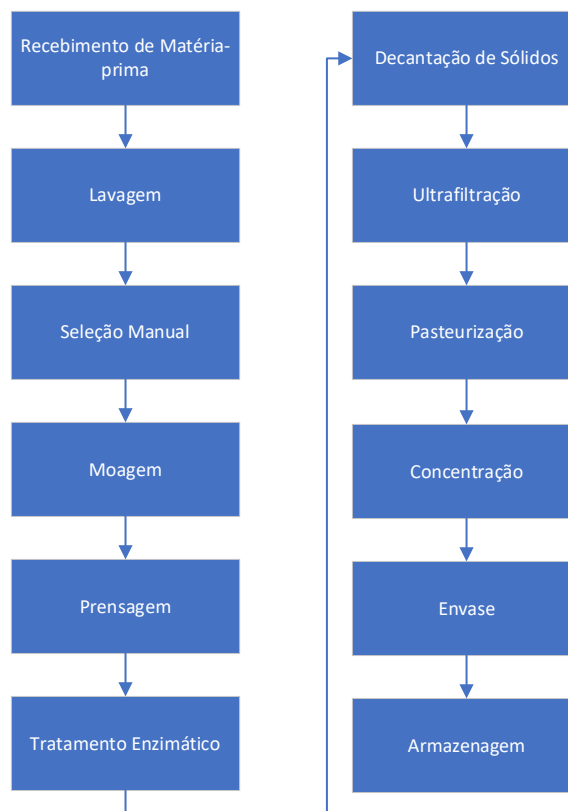 Recebimento de Matéria-
prima
Lavagem
Seleção Manual
Moagem
Prensagem
Tratamento Enzimático
Decantação de Sólidos
Ultrafiltração
Pasteurização
Concentração
Envase
Armazenagem